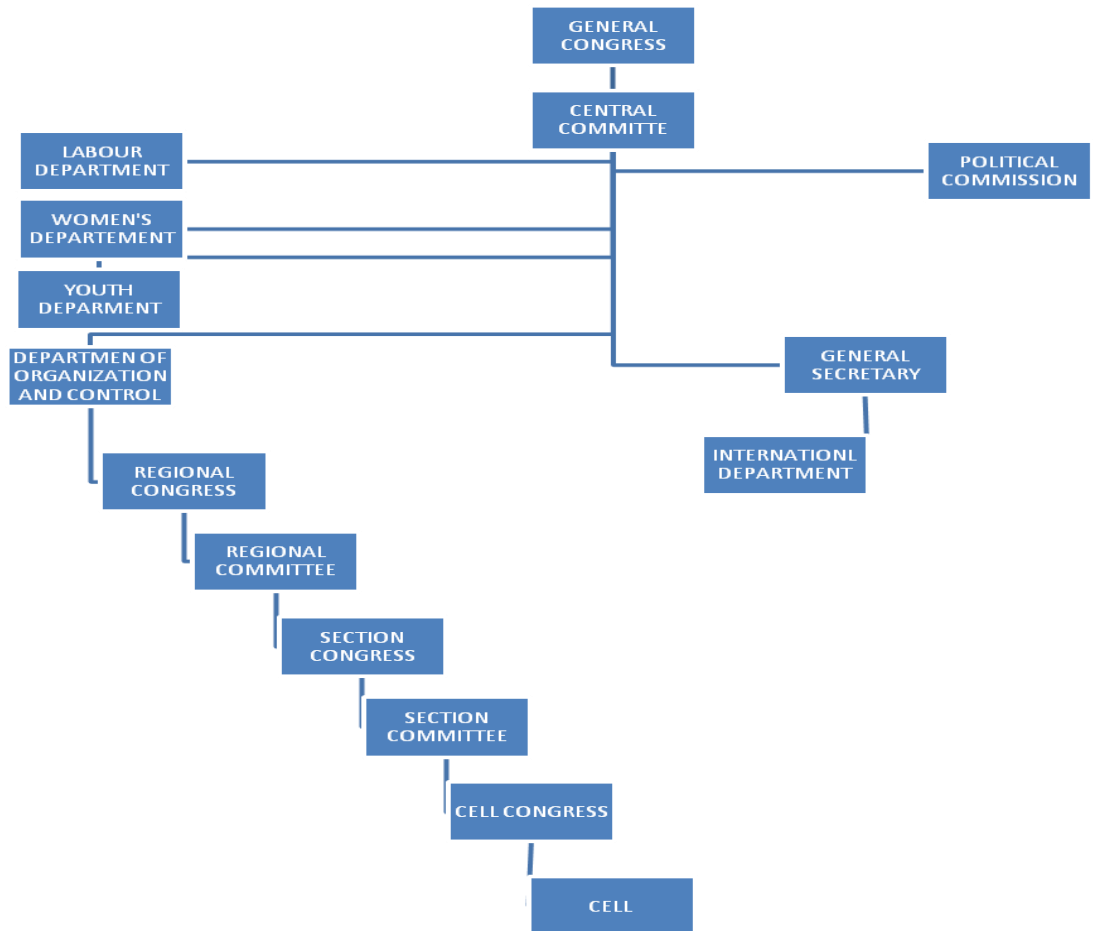 GENERAL
CONGRESS
CENTRAL
COMMITTE
LABOUR
DEPARTMENT
POLITICAL
COMMISSION
WOMEN'S
DEPARTEMENT
YOUTH
DEPARMENT
DEPARTMEN OF
ORGANIZATION
AND CONTROL
GENERAL
SECRETARY
INTERNATIONL
DEPARTMENT
REGIONAL
CONGRESS
REGIONAL
COMMITTEE
SECTION
CONGRESS
SECTION
COMMITTEE
CELL CONGRESS
CELL